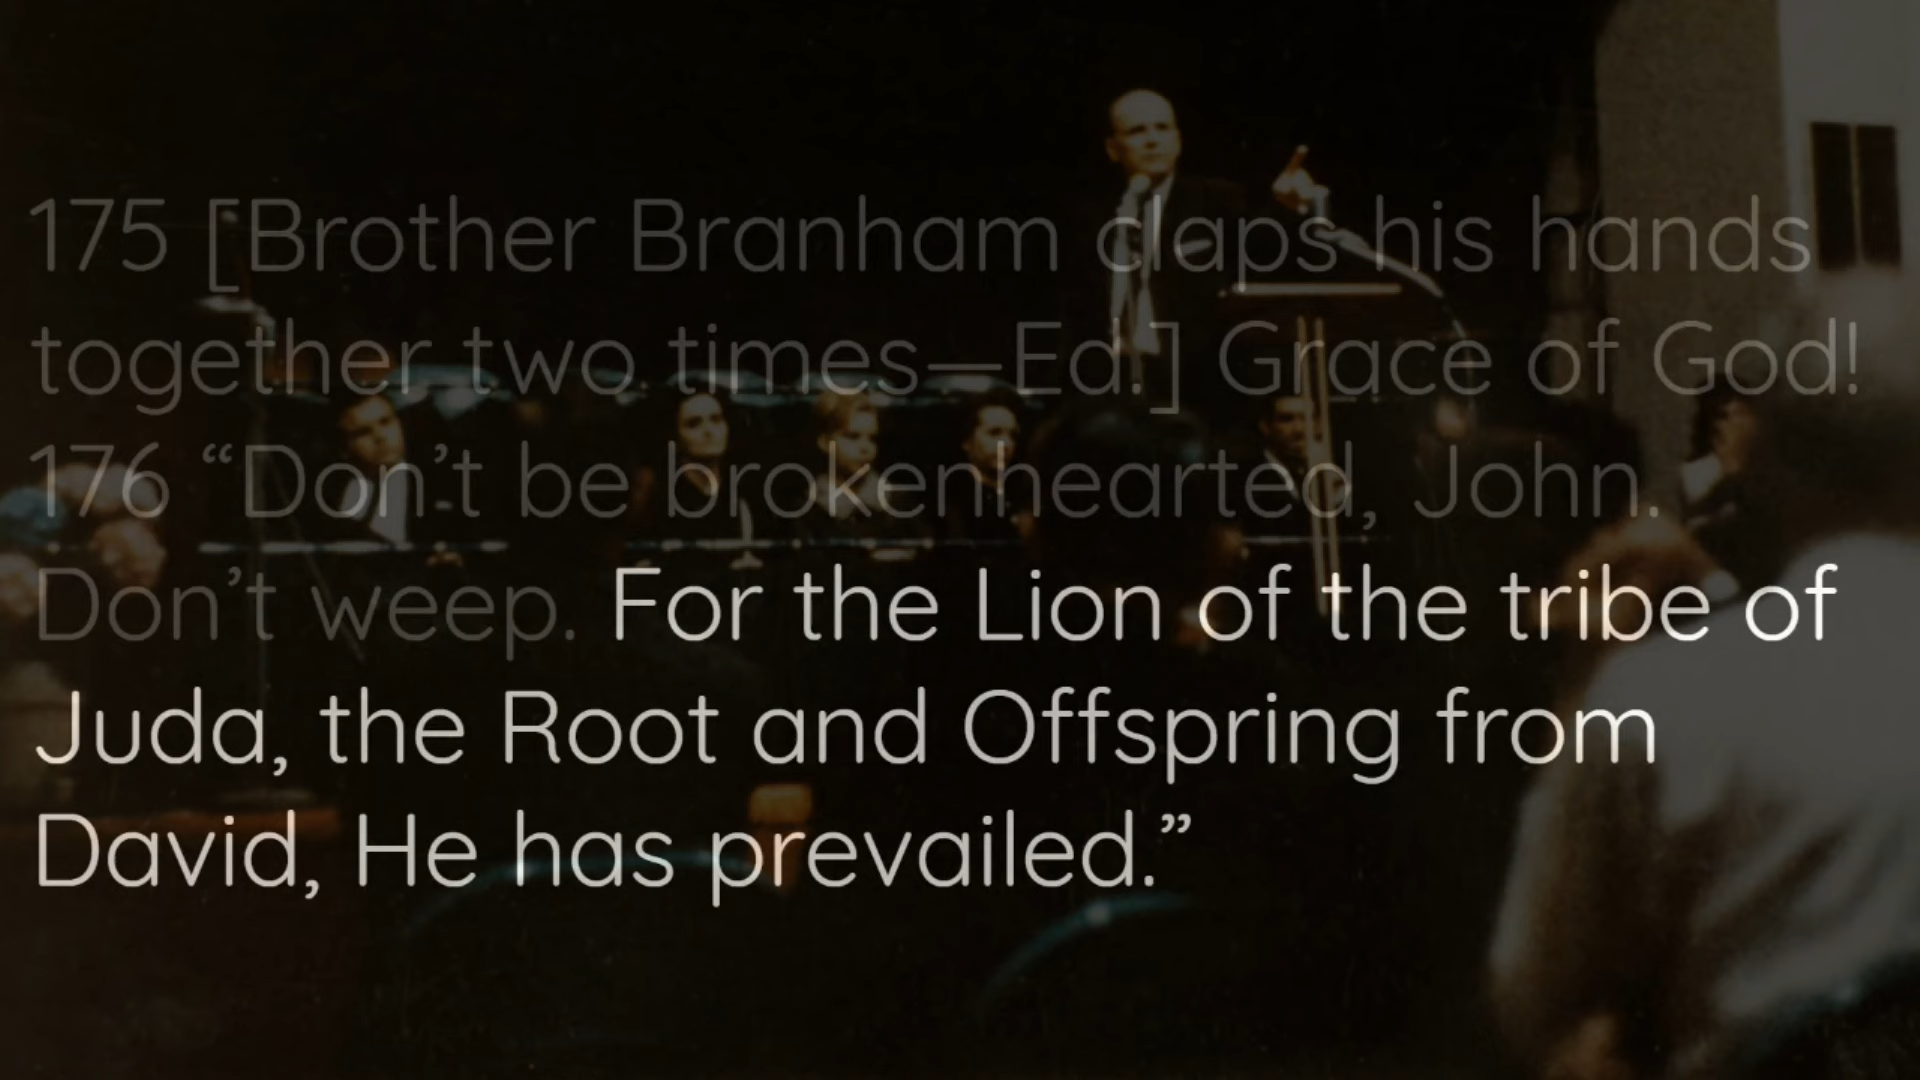 175 [Brother Branham claps his hands
together two times—Ed.] Grace of God!
176 “Don’t be brokenhearted, John.
Don’t weep. For the Lion of the tribe of
Juda, the Root and Offspring from
David, He has prevailed.”